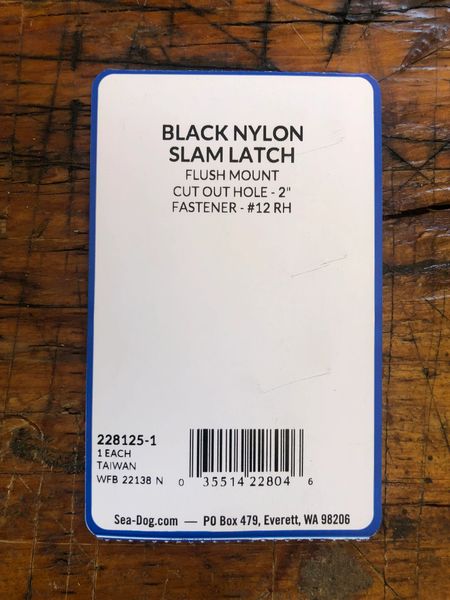 BLACK NYLON
SLAM LATCH
FLUSH MOUNT
CUT OUT HOLE - 2"
FASTENER - #12 RH
228125-1
1 EACH
TAIWAN
WFB 22138 N
0 35514 22804 6
Sea-Dog.com — PO Box 479, Everett, WA 98206